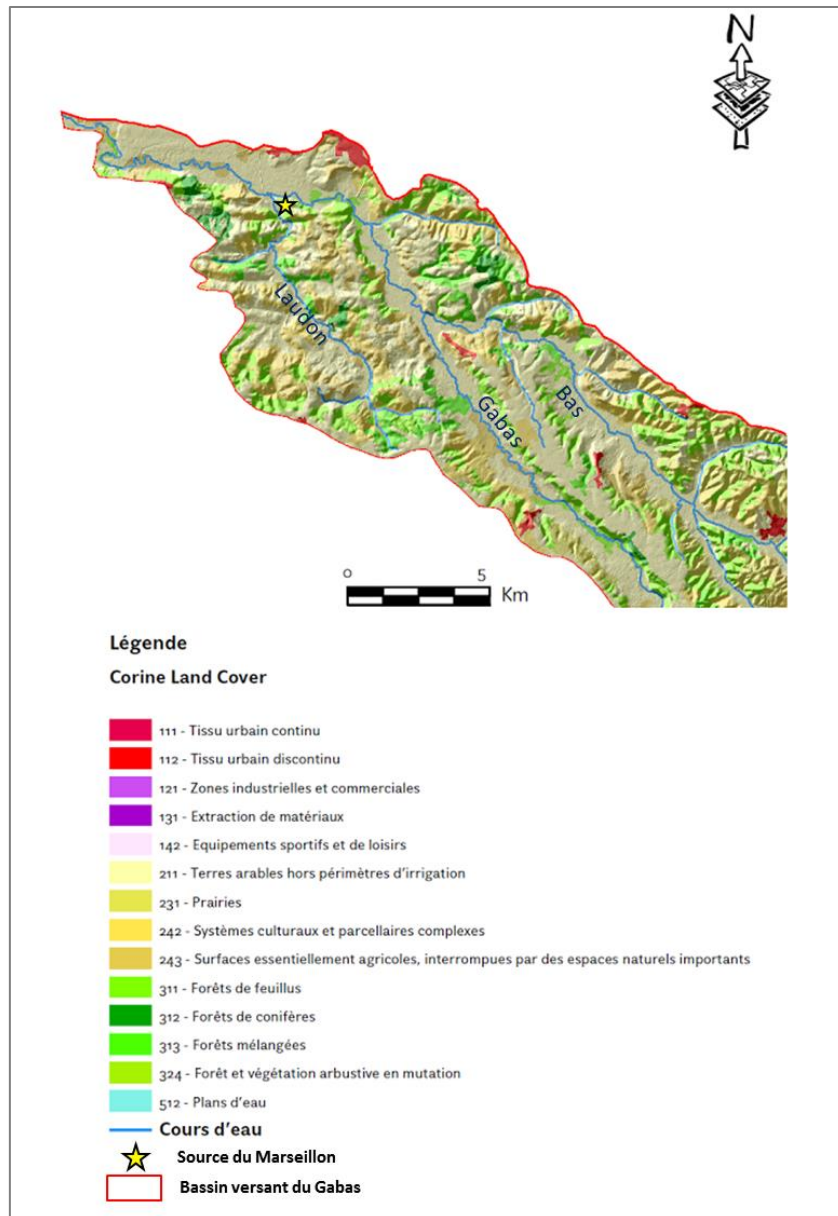 N
Laudon
Gabas
Bas
0 5
Km
Légende
Corine Land Cover
111 - Tissu urbain continu
112 - Tissu urbain discontinu
121 - Zones industrielles et commerciales
131 - Extraction de matériaux
142 - Equipements sportifs et de loisirs
211 - Terres arables hors périmètres d'irrigation
231 - Prairies
242 - Systèmes culturaux et parcellaires complexes
243 - Surfaces essentiellement agricoles, interrompues par des espaces naturels importants
311 - Forêts de feuillus
312 - Forêts de conifères
313 - Forêts mélangées
324 - Forêt et végétation arbustive en mutation
512 - Plans d'eau
Cours d'eau
Source du Marseillon
Bassin versant du Gabas